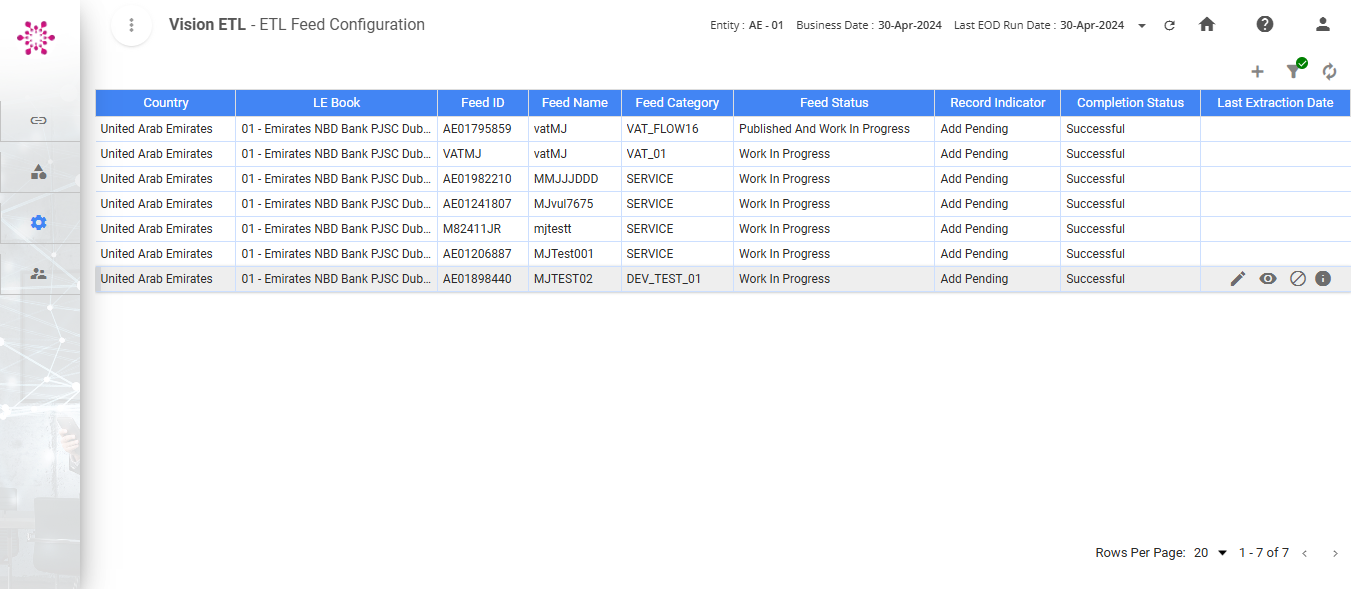 Vision ETL - ETL Feed Configuration
Entity : AE - 01 Business Date : 30-Apr-2024 Last EOD Run Date : 30-Apr-2024
Country LE Book Feed ID Feed Name Feed Category Feed Status Record Indicator Completion Status Last Extraction Date
United Arab Emirates 01 - Emirates NBD Bank PJSC Dub... AE01795859 vatMJ VAT_FLOW16 Published And Work In Progress Add Pending Successful
United Arab Emirates 01 - Emirates NBD Bank PJSC Dub... VATMJ vatMJ VAT_01 Work In Progress Add Pending Successful
United Arab Emirates 01 - Emirates NBD Bank PJSC Dub... AE01982210 MMJJJDDD SERVICE Work In Progress Add Pending Successful
United Arab Emirates 01 - Emirates NBD Bank PJSC Dub... AE01241807 MJvul7675 SERVICE Work In Progress Add Pending Successful
United Arab Emirates 01 - Emirates NBD Bank PJSC Dub... M82411JR mjtestt SERVICE Work In Progress Add Pending Successful
United Arab Emirates 01 - Emirates NBD Bank PJSC Dub... AE01206887 MJTest001 SERVICE Work In Progress Add Pending Successful
United Arab Emirates 01 - Emirates NBD Bank PJSC Dub... AE01898440 MJTEST02 DEV_TEST_01 Work In Progress Add Pending Successful
Rows Per Page: 20 1 - 7 of 7